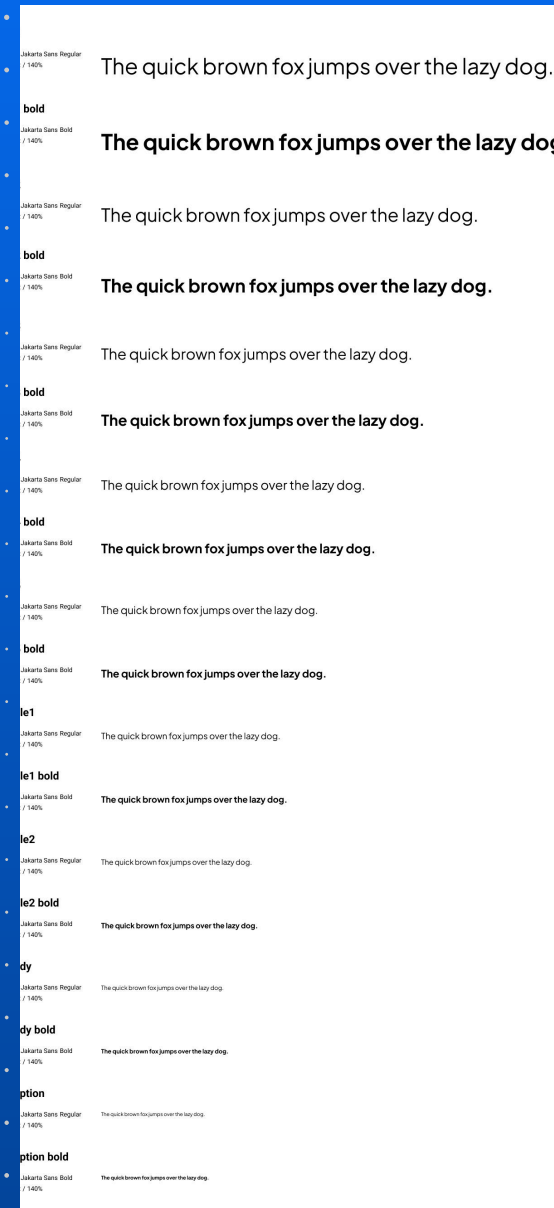 Jakarta Sans Regular
/ 140%
The quick brown fox jumps over the lazy dog.
bold
Jakarta Sans Bold
/ 140%
The quick brown fox jumps over the lazy dog
Jakarta Sans Regular
/ 140%
The quick brown fox jumps over the lazy dog.
bold
Jakarta Sans Bold
/ 140%
The quick brown fox jumps over the lazy dog.
Jakarta Sans Regular
/ 140%
The quick brown fox jumps over the lazy dog.
bold
Jakarta Sans Bold
/ 140%
The quick brown fox jumps over the lazy dog.
Jakarta Sans Regular
/ 140%
The quick brown fox jumps over the lazy dog.
bold
Jakarta Sans Bold
/ 140%
The quick brown fox jumps over the lazy dog.
Jakarta Sans Regular
/ 140%
The quick brown fox jumps over the lazy dog.
bold
Jakarta Sans Bold
/ 140%
The quick brown fox jumps over the lazy dog.
le1
Jakarta Sans Regular
/ 140%
The quick brown fox jumps over the lazy dog.
le1 bold
Jakarta Sans Bold
/ 140%
The quick brown fox jumps over the lazy dog.
le2
Jakarta Sans Regular
/ 140%
The quick brown fox jumps over the lazy dog.
le2 bold
Jakarta Sans Bold
/ 140%
The quick brown fox jumps over the lazy dog.
dy
Jakarta Sans Regular
/ 140%
The quick brown fox jumps over the lazy dog.
dy bold
Jakarta Sans Bold
/ 140%
The quick brown fox jumps over the lazy dog.
ption
Jakarta Sans Regular
/ 140%
The quick brown fox jumps over the lazy dog.
ption bold
Jakarta Sans Bold
/ 140%
The quick brown fox jumps over the lazy dog.